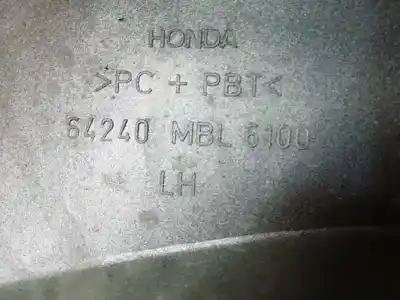 HONDA
>PC + PBT<
64240 MBL 6100
LH